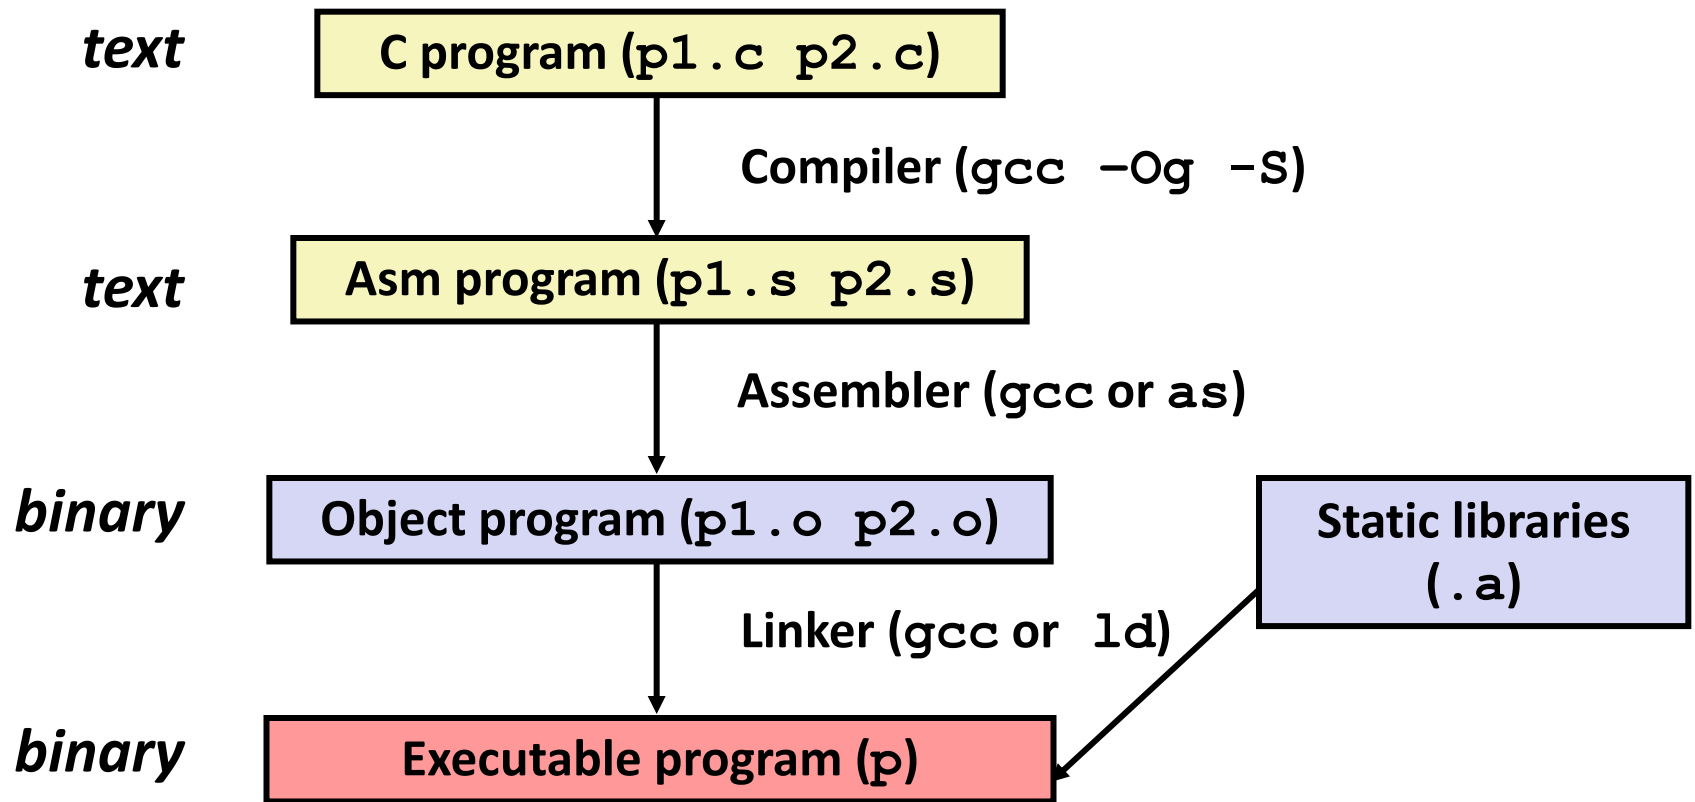 text
C program (p1.c p2.c)
Compiler (gcc –Og -S)
text
Asm program (p1.s p2.s)
Assembler (gcc or as)
binary
Object program (p1.o p2.o)
Static libraries
(.a)
Linker (gcc or ld)
binary
Executable program (p)